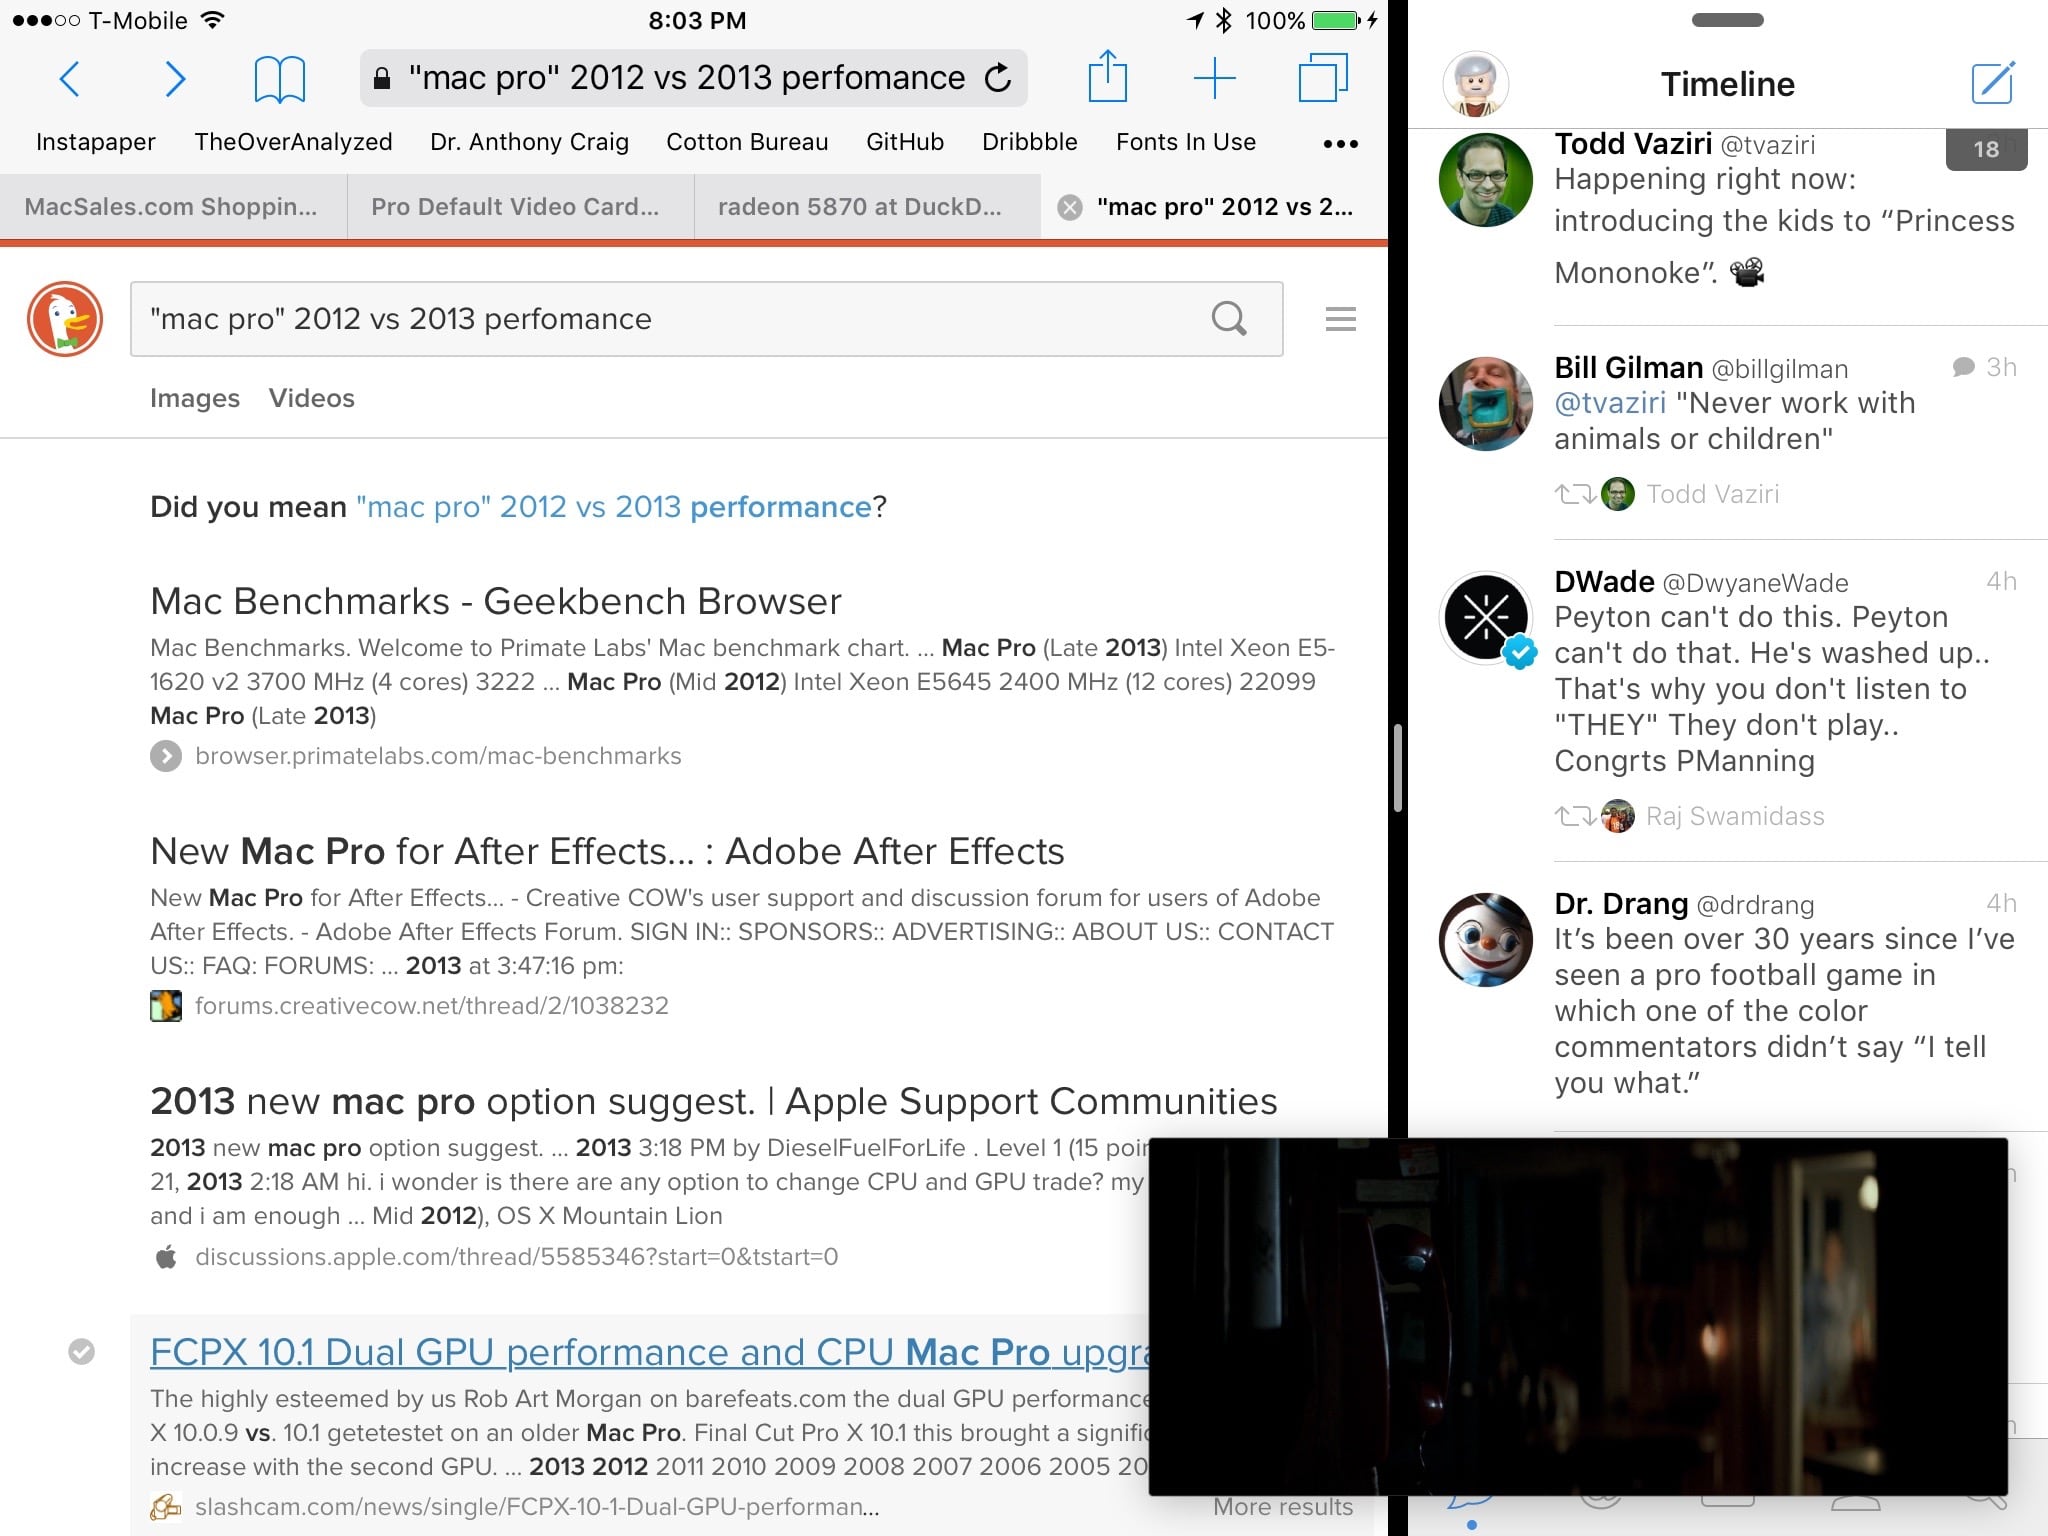 T-Mobile 8:03 PM 100%
"mac pro" 2012 vs 2013 perfomance
Instapaper TheOverAnalyzed Dr. Anthony Craig Cotton Bureau GitHub Dribbble Fonts In Use •••
MacSales.com Shoppin... Pro Default Video Card... radeon 5870 at DuckD... "mac pro" 2012 vs 2...
"mac pro" 2012 vs 2013 perfomance
Images Videos
Did you mean "mac pro" 2012 vs 2013 performance?
Mac Benchmarks - Geekbench Browser
Mac Benchmarks. Welcome to Primate Labs' Mac benchmark chart. ... Mac Pro (Late 2013) Intel Xeon E5-
1620 v2 3700 MHz (4 cores) 3222 ... Mac Pro (Mid 2012) Intel Xeon E5645 2400 MHz (12 cores) 22099
Mac Pro (Late 2013)
browser.primatelabs.com/mac-benchmarks
New Mac Pro for After Effects... : Adobe After Effects
New Mac Pro for After Effects... - Creative COW's user support and discussion forum for users of Adobe
After Effects. - Adobe After Effects Forum. SIGN IN:: SPONSORS:: ADVERTISING:: ABOUT US:: CONTACT
US:: FAQ: FORUMS: ... 2013 at 3:47:16 pm:
forums.creativecow.net/thread/2/1038232
2013 new mac pro option suggest. | Apple Support Communities
2013 new mac pro option suggest. ... 2013 3:18 PM by DieselFuelForLife . Level 1 (15 poin
21, 2013 2:18 AM hi. i wonder is there are any option to change CPU and GPU trade? my
and i am enough ... Mid 2012), OS X Mountain Lion
discussions.apple.com/thread/5585346?start=0&tstart=0
FCPX 10.1 Dual GPU performance and CPU Mac Pro upgra
The highly esteemed by us Rob Art Morgan on barefeats.com the dual GPU performance
X 10.0.9 vs. 10.1 getetestet on an older Mac Pro. Final Cut Pro X 10.1 this brought a signific
increase with the second GPU. ... 2013 2012 2011 2010 2009 2008 2007 2006 2005 20
slashcam.com/news/single/FCPX-10-1-Dual-GPU-performan...
More results
Timeline
Todd Vaziri @tvaziri 18
Happening right now:
introducing the kids to “Princess
Mononoke”. 📽
Bill Gilman @billgilman 3h
@tvaziri "Never work with
animals or children"
Todd Vaziri
DWade @DwyaneWade 4h
Peyton can't do this. Peyton
can't do that. He's washed up..
That's why you don't listen to
"THEY" They don't play..
Congrts PManning
Raj Swamidass
Dr. Drang @drdrang 4h
It’s been over 30 years since I’ve
seen a pro football game in
which one of the color
commentators didn’t say “I tell
you what.”